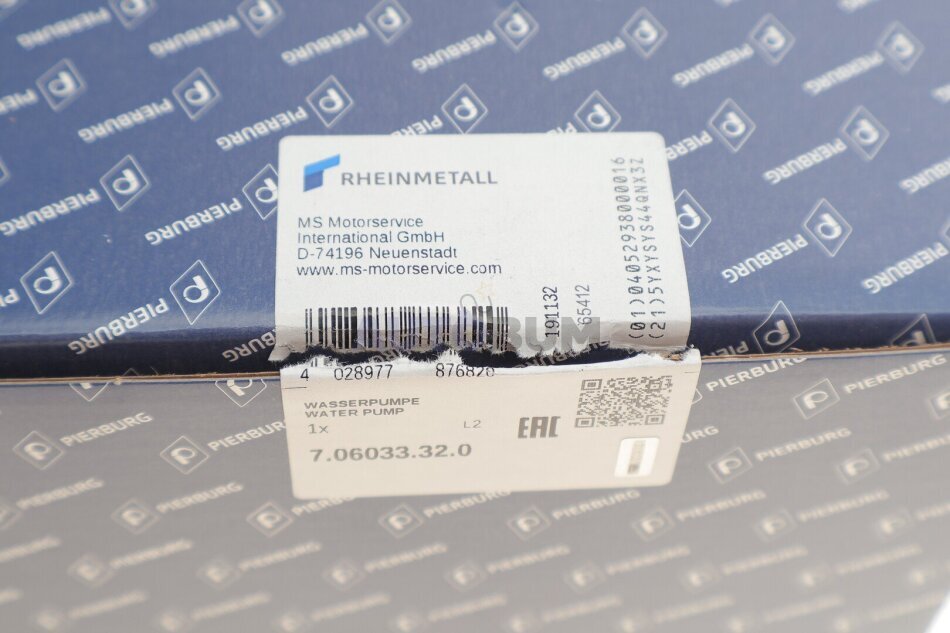 RHEINMETALL
MS Motorservice
International GmbH
D-74196 Neuenstadt
www.ms-motorservice.com
191132
65412
(01)04052938000016
(21)5YXYSYS44QNX3Z
4 028977 876820
WASSERPUMPE
WATER PUMP
1x
L2
EAC
7.06033.32.0
PIERBURG